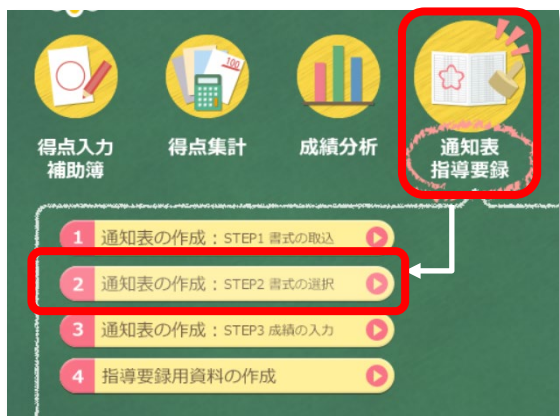 100
得点入力
補助簿
得点集計
成績分析
通知表
指導要録
1 通知表の作成：STEP1 書式の取込
2 通知表の作成：STEP2 書式の選択
3 通知表の作成：STEP3 成績の入力
4 指導要録用資料の作成